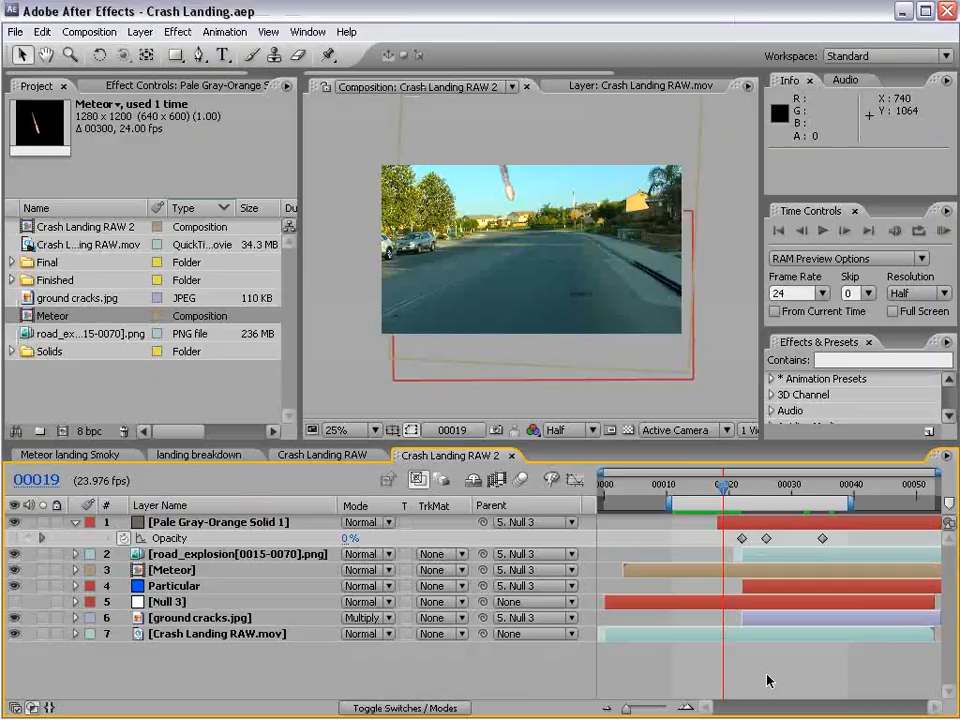 Adobe After Effects - Crash Landing.aep
File Edit Composition Layer Effect Animation View Window Help
Workspace: Standard
Project Effect Controls: Pale Gray-Orange S
Composition: Crash Landing RAW 2 Layer: Crash Landing RAW.mov
Info Audio
Meteor, used 1 time
1280 x 1200 (640 x 600) (1.00)
Δ 00300, 24.00 fps
R : X : 740
G : Y : 1064
B :
A : 0
Name Type Size Du
Crash Landing RAW 2 Composition
Crash L...ing RAW.mov QuickTi...ovie 34.3 MB
Final Folder
Finished Folder
ground cracks.jpg JPEG 110 KB
Meteor Composition
road_ex...15-0070].png PNG file 236 MB
Solids Folder
8 bpc
25% 00019 Half Active Camera 1 Vi
Time Controls
RAM Preview Options
Frame Rate Skip Resolution
24 0 Half
From Current Time Full Screen
Effects & Presets
Contains:
* Animation Presets
3D Channel
Audio
Meteor landing Smoky landing breakdown Crash Landing RAW Crash Landing RAW 2
00019 (23.976 fps)
0000 00010 00020 00030 00040 00050
# Layer Name Mode T TrkMat Parent
1 [Pale Gray-Orange Solid 1] Normal 5. Null 3
Opacity 0 %
2 [road_explosion[0015-0070].png] Normal None 5. Null 3
3 [Meteor] Normal None 5. Null 3
4 Particular Normal None 5. Null 3
5 [Null 3] Normal None None
6 [ground cracks.jpg] Multiply None 5. Null 3
7 [Crash Landing RAW.mov] Normal None None
Toggle Switches / Modes